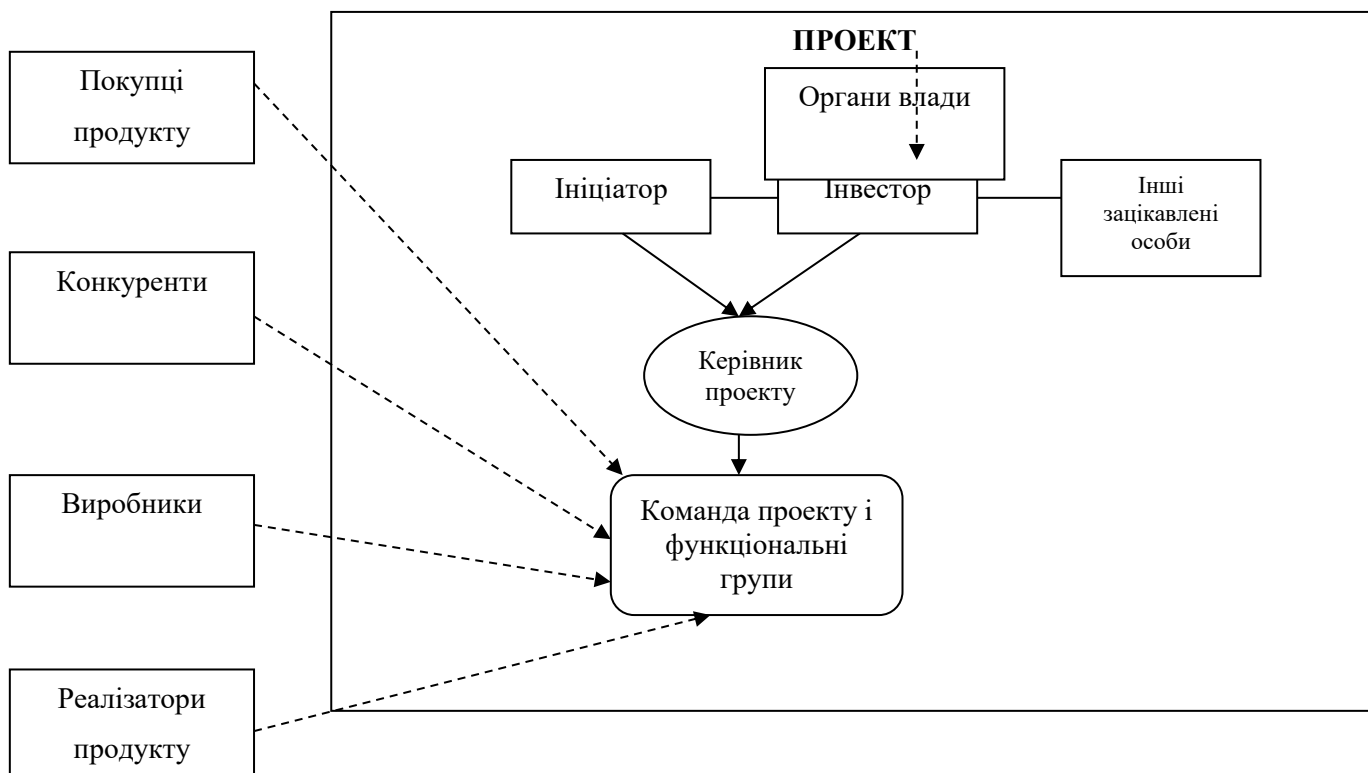 ПРОЕКТ
Покупці
продукту
Органи влади
Ініціатор
Інвестор
Інші
зацікавлені
особи
Конкуренти
Керівник
проекту
Виробники
Команда проекту і
функціональні
групи
Реалізатори
продукту